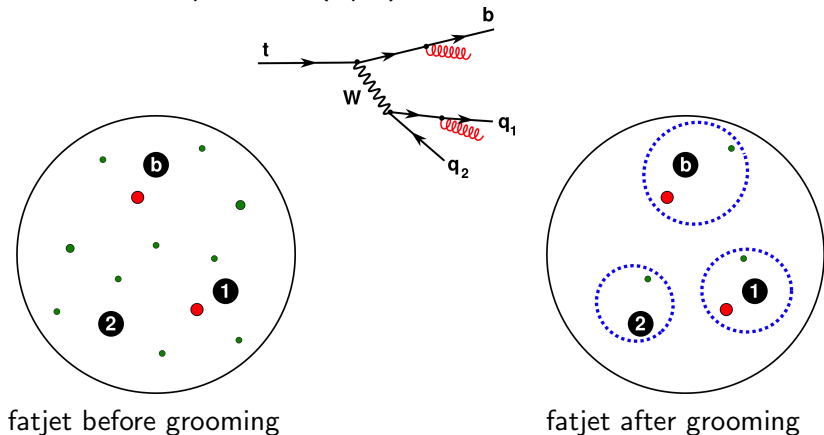 b
t
W
q1
q2
b
1
2
b
1
2
fatjet before grooming
fatjet after grooming